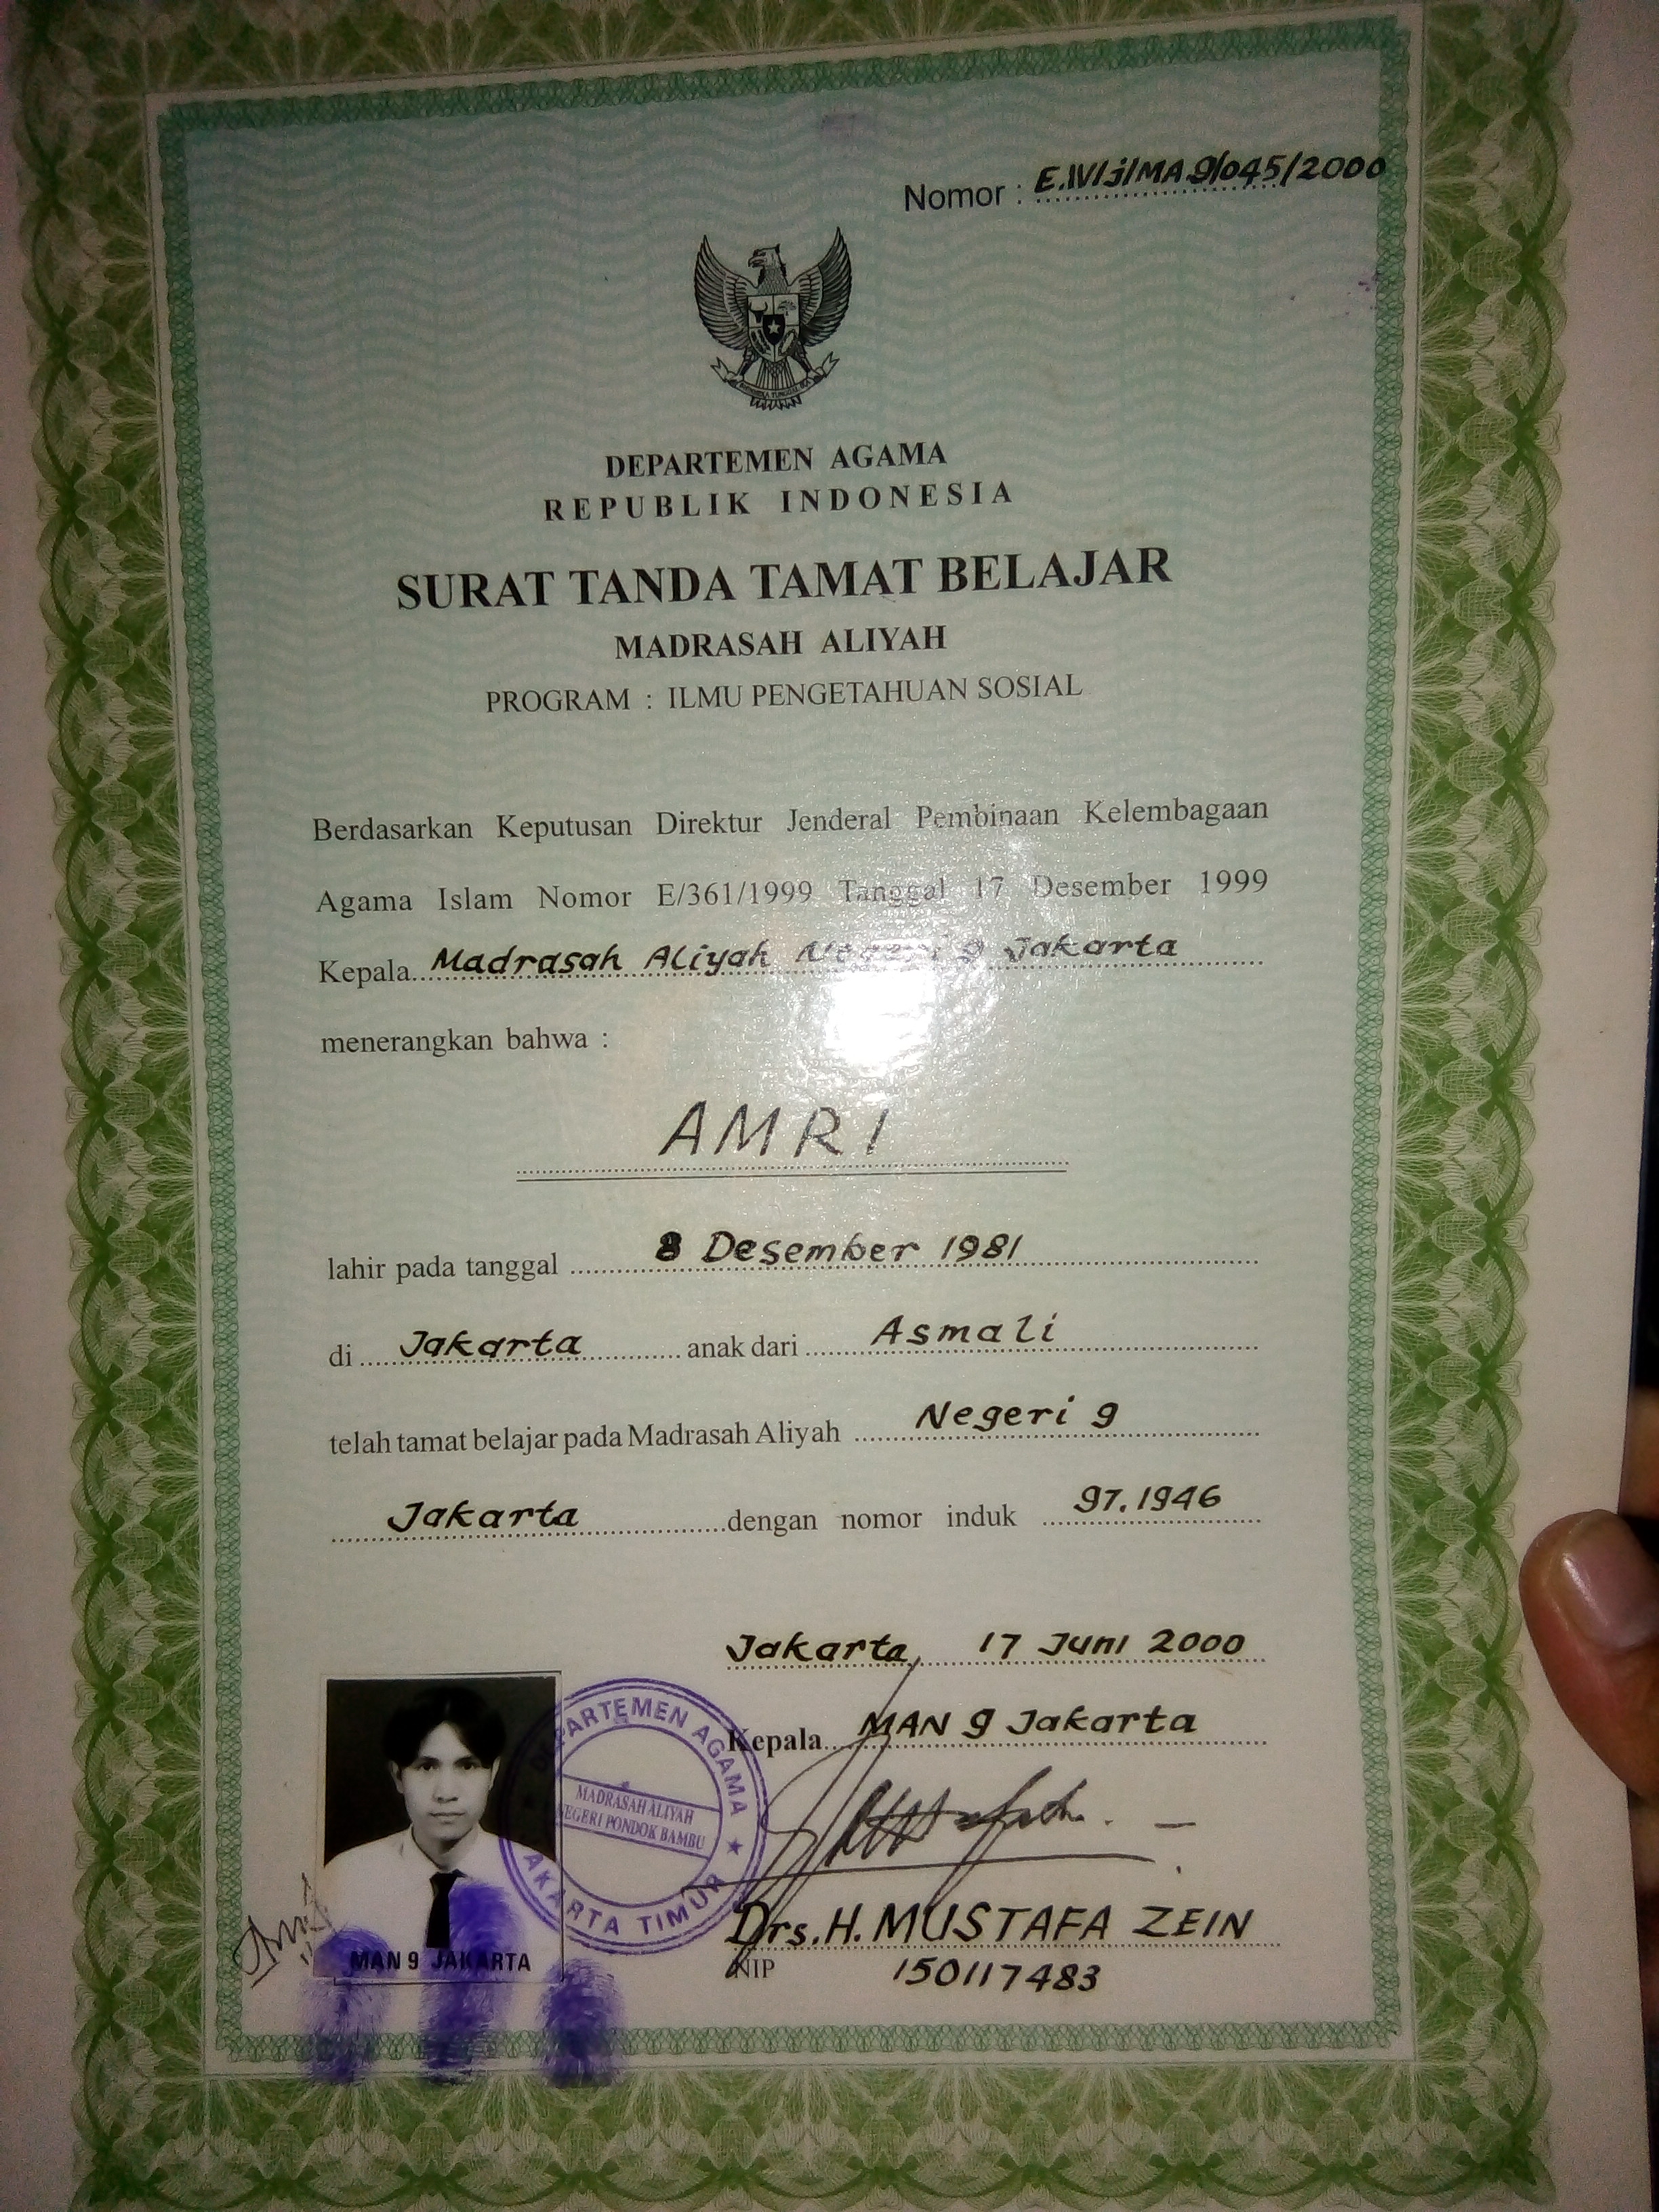 Nomor : E.IV/j/MA.9/045/2000
DEPARTEMEN AGAMA
REPUBLIK INDONESIA
SURAT TANDA TAMAT BELAJAR
MADRASAH ALIYAH
PROGRAM : ILMU PENGETAHUAN SOSIAL
Berdasarkan Keputusan Direktur Jenderal Pembinaan Kelembagaan
Agama Islam Nomor E/361/1999 Tanggal 17 Desember 1999
Kepala Madrasah Aliyah Negeri 9 Jakarta
menerangkan bahwa :
AMRI
lahir pada tanggal 8 Desember 1981
di Jakarta anak dari Asmali
telah tamat belajar pada Madrasah Aliyah Negeri 9
Jakarta dengan nomor induk 97.1946
Jakarta, 17 Juni 2000
Kepala MAN 9 Jakarta
DEPARTEMEN AGAMA
MADRASAH ALIYAH
NEGERI PONDOK BAMBU
JAKARTA TIMUR
Drs. H. MUSTAFA ZEIN
NIP 150117483
MAN 9 JAKARTA